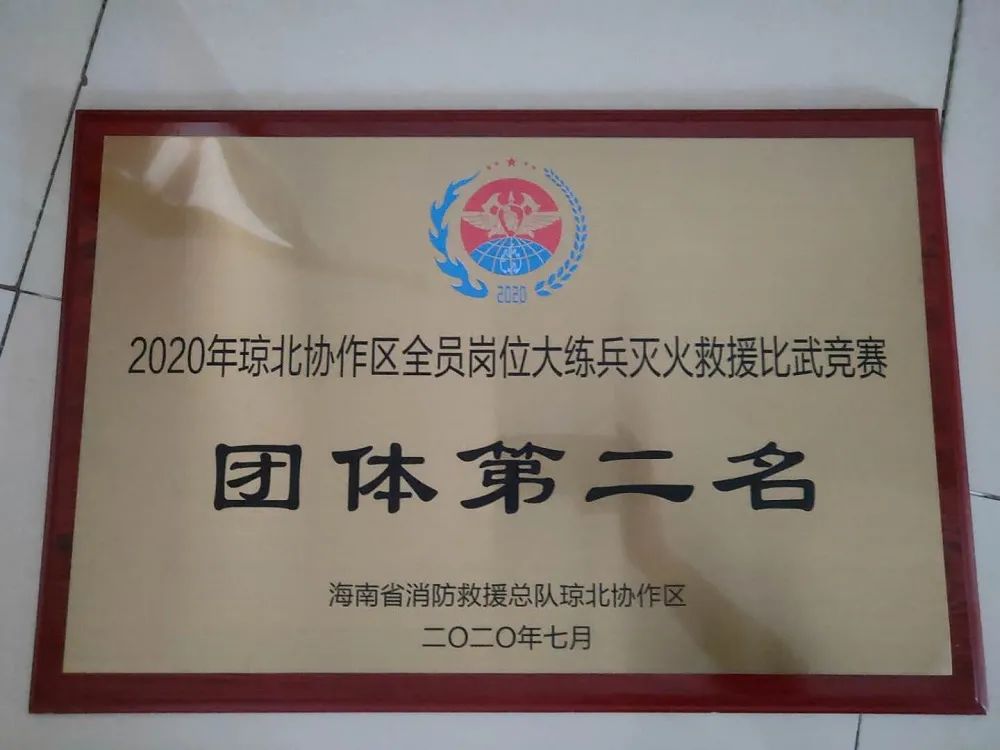 2020
2020年琼北协作区全员岗位大练兵灭火救援比武竞赛
团体第二名
海南省消防救援总队琼北协作区
二〇二〇年七月